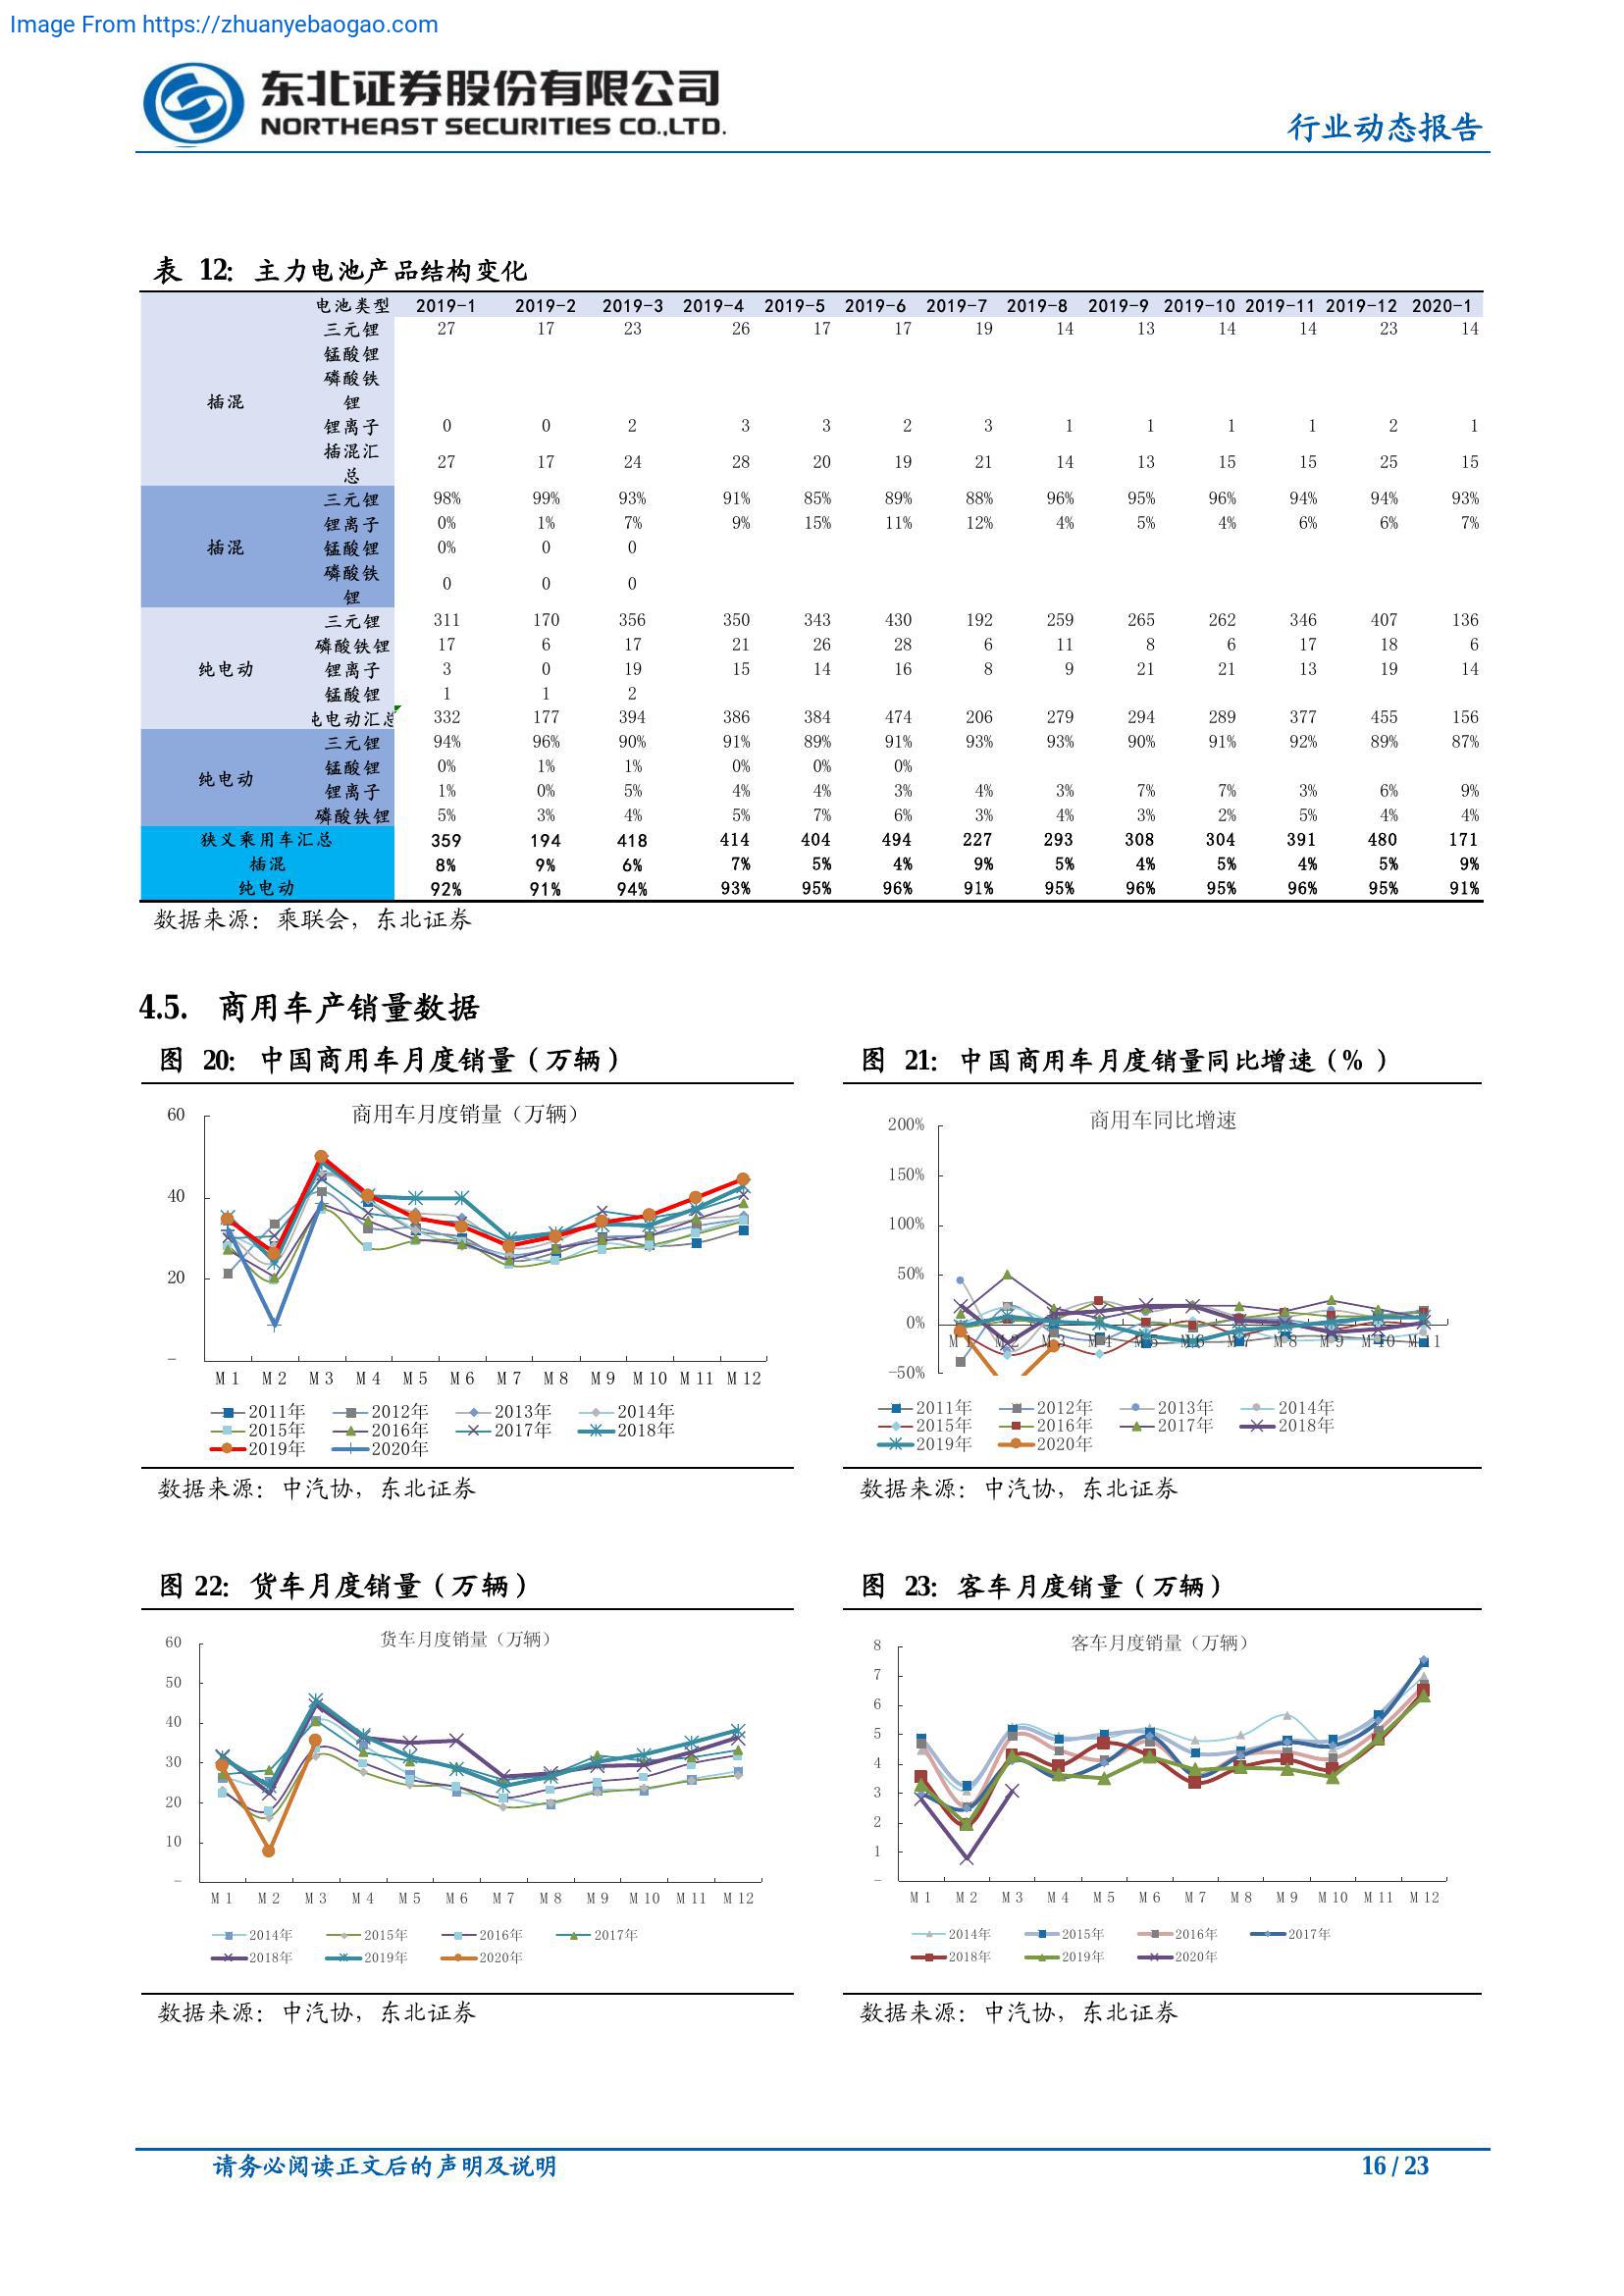 Image From https://zhuanyebaogao.com
东北证券股份有限公司
NORTHEAST SECURITIES CO.,LTD.
行业动态报告
表 12: 主力电池产品结构变化
电池类型 2019-1 2019-2 2019-3 2019-4 2019-5 2019-6 2019-7 2019-8 2019-9 2019-10 2019-11 2019-12 2020-1
插混
三元锂 27 17 23 26 17 17 19 14 13 14 14 23 14
锰酸锂
磷酸铁
锂
锂离子 0 0 2 3 3 2 3 1 1 1 1 2 1
插混汇
总 27 17 24 28 20 19 21 14 13 15 15 25 15
插混
三元锂 98% 99% 93% 91% 85% 89% 88% 96% 95% 96% 94% 94% 93%
锂离子 0% 1% 7% 9% 15% 11% 12% 4% 5% 4% 6% 6% 7%
锰酸锂 0% 0 0
磷酸铁
锂 0 0 0
纯电动
三元锂 311 170 356 350 343 430 192 259 265 262 346 407 136
磷酸铁锂 17 6 17 21 26 28 6 11 8 6 17 18 6
锂离子 3 0 19 15 14 16 8 9 21 21 13 19 14
锰酸锂 1 1 2
纯电动汇总 332 177 394 386 384 474 206 279 294 289 377 455 156
纯电动
三元锂 94% 96% 90% 91% 89% 91% 93% 93% 90% 91% 92% 89% 87%
锰酸锂 0% 1% 1% 0% 0% 0%
锂离子 1% 0% 5% 4% 4% 3% 4% 3% 7% 7% 3% 6% 9%
磷酸铁锂 5% 3% 4% 5% 7% 6% 3% 4% 3% 2% 5% 4% 4%
狭义乘用车汇总 359 194 418 414 404 494 227 293 308 304 391 480 171
插混 8% 9% 6% 7% 5% 4% 9% 5% 4% 5% 4% 5% 9%
纯电动 92% 91% 94% 93% 95% 96% 91% 95% 96% 95% 96% 95% 91%
数据来源: 乘联会, 东北证券
4.5. 商用车产销量数据
图 20: 中国商用车月度销量（万辆）
商用车月度销量（万辆）
60
40
20
-
M1 M2 M3 M4 M5 M6 M7 M8 M9 M10 M11 M12
2011年 2012年 2013年 2014年
2015年 2016年 2017年 2018年
2019年 2020年
数据来源: 中汽协, 东北证券
图 21: 中国商用车月度销量同比增速（%）
商用车同比增速
200%
150%
100%
50%
0%
-50%
M1 M2 M3 M4 M5 M6 M7 M8 M9 M10 M11
2011年 2012年 2013年 2014年
2015年 2016年 2017年 2018年
2019年 2020年
数据来源: 中汽协, 东北证券
图 22: 货车月度销量（万辆）
货车月度销量（万辆）
60
50
40
30
20
10
-
M1 M2 M3 M4 M5 M6 M7 M8 M9 M10 M11 M12
2014年 2015年 2016年 2017年
2018年 2019年 2020年
数据来源: 中汽协, 东北证券
图 23: 客车月度销量（万辆）
客车月度销量（万辆）
8
7
6
5
4
3
2
1
-
M1 M2 M3 M4 M5 M6 M7 M8 M9 M10 M11 M12
2014年 2015年 2016年 2017年
2018年 2019年 2020年
数据来源: 中汽协, 东北证券
请务必阅读正文后的声明及说明
16 / 23